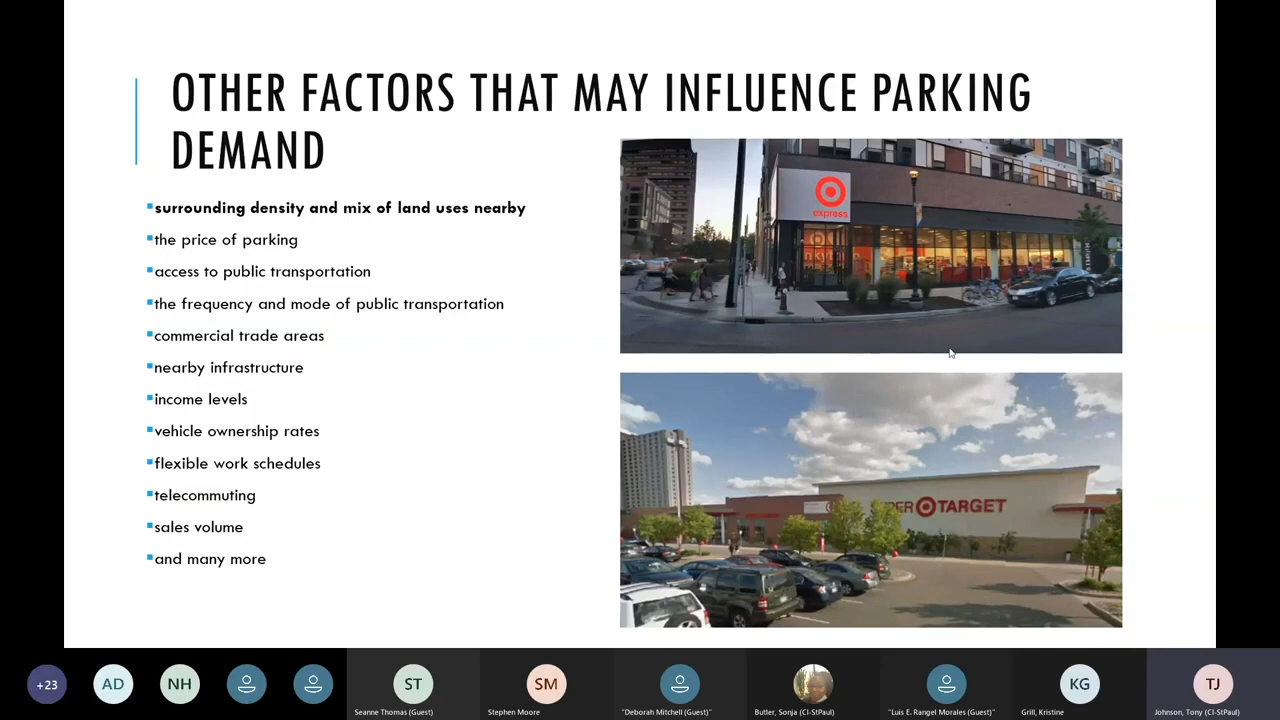 OTHER FACTORS THAT MAY INFLUENCE PARKING
DEMAND
surrounding density and mix of land uses nearby
the price of parking
access to public transportation
the frequency and mode of public transportation
commercial trade areas
nearby infrastructure
income levels
vehicle ownership rates
flexible work schedules
telecommuting
sales volume
and many more
express
TARGET
+23
AD
NH
ST
SM
KG
TJ
Seanne Thomas (Guest)
Stephen Moore
"Deborah Mitchell (Guest)"
Butler, Sonja (CI-StPaul)
"Luis E. Rangel Morales (Guest)"
Grill, Kristine
Johnson, Tony (CI-StPaul)